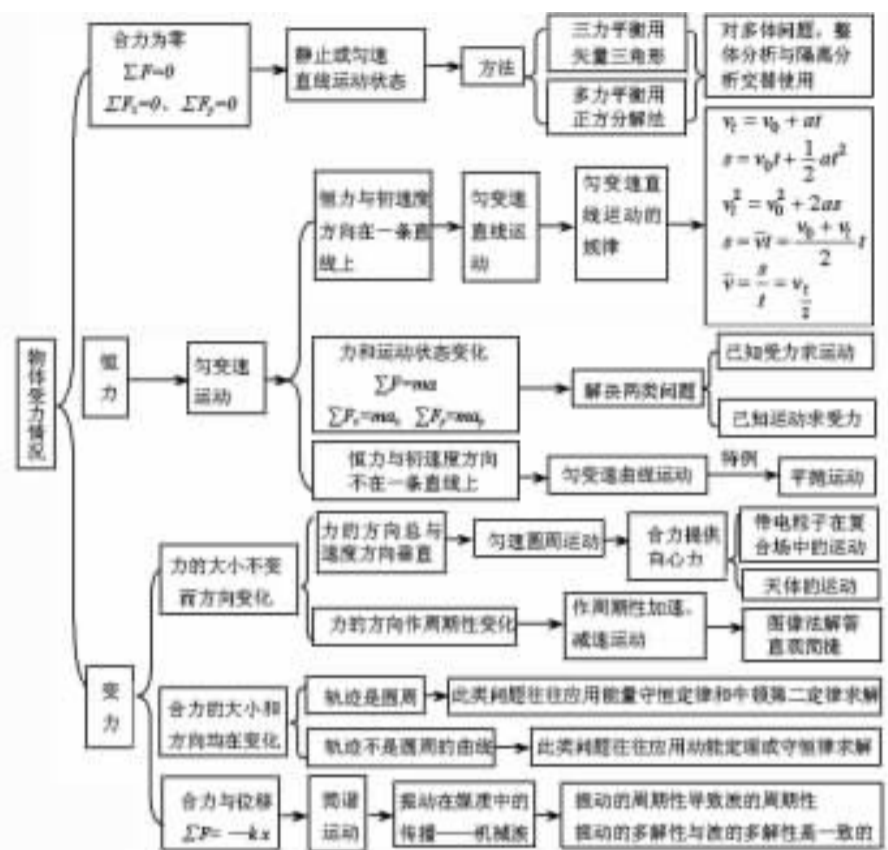 物体受力情况
合力为零
∑F=0
∑Fx=0、∑Fy=0
静止或匀速
直线运动状态
方法
三力平衡用
矢量三角形
多力平衡用
正方分解法
对多体问题，整
体分析与隔离分
析交替使用
恒
力
匀变速
运动
恒力与初速度
方向在一条直
线上
匀变速
直线运
动
匀变速直
线运动的
规律
v_t = v_0 + at
s = v_0t + 1/2 at²
v_t² = v_0² + 2as
s = v̄t = (v_0 + v_t)/2 t
v̄ = s/t = v_{t/2}
力和运动状态变化
∑F=ma
∑Fx=max ∑Fy=may
解决两类问题
已知受力求运动
已知运动求受力
恒力与初速度方向
不在一条直线上
匀变速曲线运动
特例
平抛运动
变
力
力的大小不变
而方向变化
力的方向总与
速度方向垂直
匀速圆周运动
合力提供
向心力
带电粒子在复
合场中的运动
天体的运动
力的方向作周期性变化
作周期性加速、
减速运动
图像法解答
直观简捷
合力的大小和
方向均在变化
轨迹是圆周
此类问题往往应用能量守恒定律和牛顿第二定律求解
轨迹不是圆周的曲线
此类问题往往应用动能定理或守恒律求解
合力与位移
∑F= —kx
简谐
运动
振动在媒质中的
传播——机械波
振动的周期性导致波的周期性
振动的多解性与波的多解性是一致的